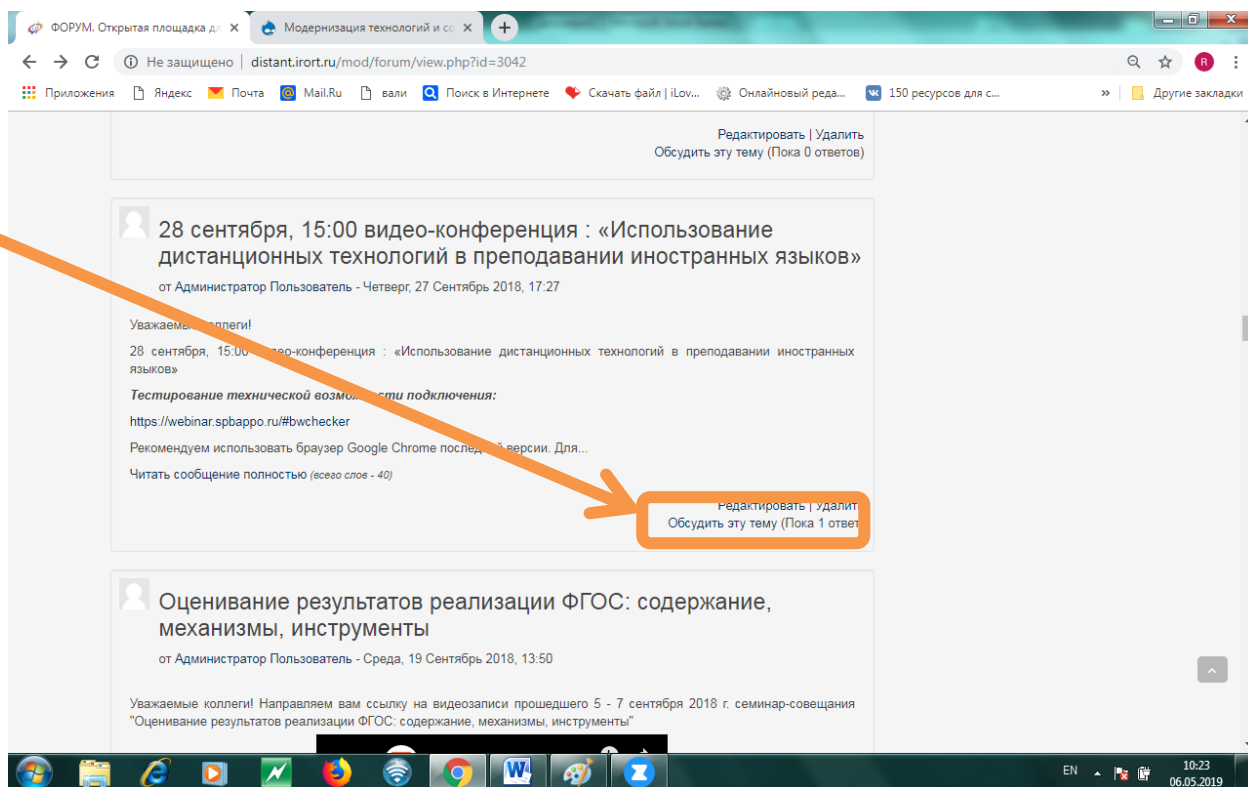 ФОРУМ. Открытая площадка дл
Модернизация технологий и со
Не защищено | distant.irort.ru/mod/forum/view.php?id=3042
R
Приложения Яндекс Почта Mail.Ru вали Поиск в Интернете Скачать файл | iLov... Онлайновый реда... 150 ресурсов для с... » Другие закладки
Редактировать | Удалить
Обсудить эту тему (Пока 0 ответов)
28 сентября, 15:00 видео-конференция : «Использование
дистанционных технологий в преподавании иностранных языков»
от Администратор Пользователь - Четверг, 27 Сентябрь 2018, 17:27
Уважаемы коллеги!
28 сентября, 15:00 видео-конференция : «Использование дистанционных технологий в преподавании иностранных
языков»
Тестирование технической возможности подключения:
https://webinar.spbappo.ru/#bwchecker
Рекомендуем использовать браузер Google Chrome последней версии. Для...
Читать сообщение полностью (всего слов - 40)
Редактировать | Удалит
Обсудить эту тему (Пока 1 ответ
Оценивание результатов реализации ФГОС: содержание,
механизмы, инструменты
от Администратор Пользователь - Среда, 19 Сентябрь 2018, 13:50
Уважаемые коллеги! Направляем вам ссылку на видеозаписи прошедшего 5 - 7 сентября 2018 г. семинар-совещания
"Оценивание результатов реализации ФГОС: содержание, механизмы, инструменты"
EN
10:23
06.05.2019